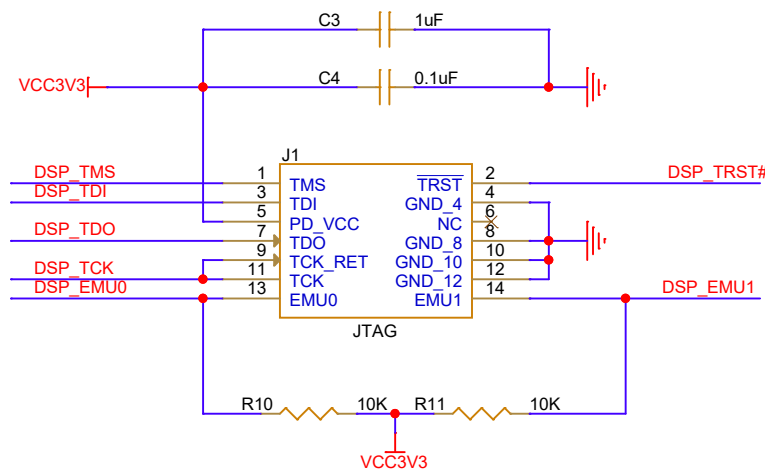 C3 1uF
C4 0.1uF
VCC3V3
J1
DSP_TMS 1 TMS TRST 2 DSP_TRST#
DSP_TDI 3 TDI GND_4 4
5 PD_VCC NC 6
DSP_TDO 7 TDO GND_8 8
9 TCK_RET GND_10 10
DSP_TCK 11 TCK GND_12 12
DSP_EMU0 13 EMU0 EMU1 14 DSP_EMU1
JTAG
R10 10K R11 10K
VCC3V3